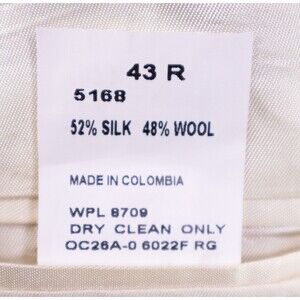 43 R
5168
52% SILK 48% WOOL
MADE IN COLOMBIA
WPL 8709
DRY CLEAN ONLY
OC26A-0 6022F RG